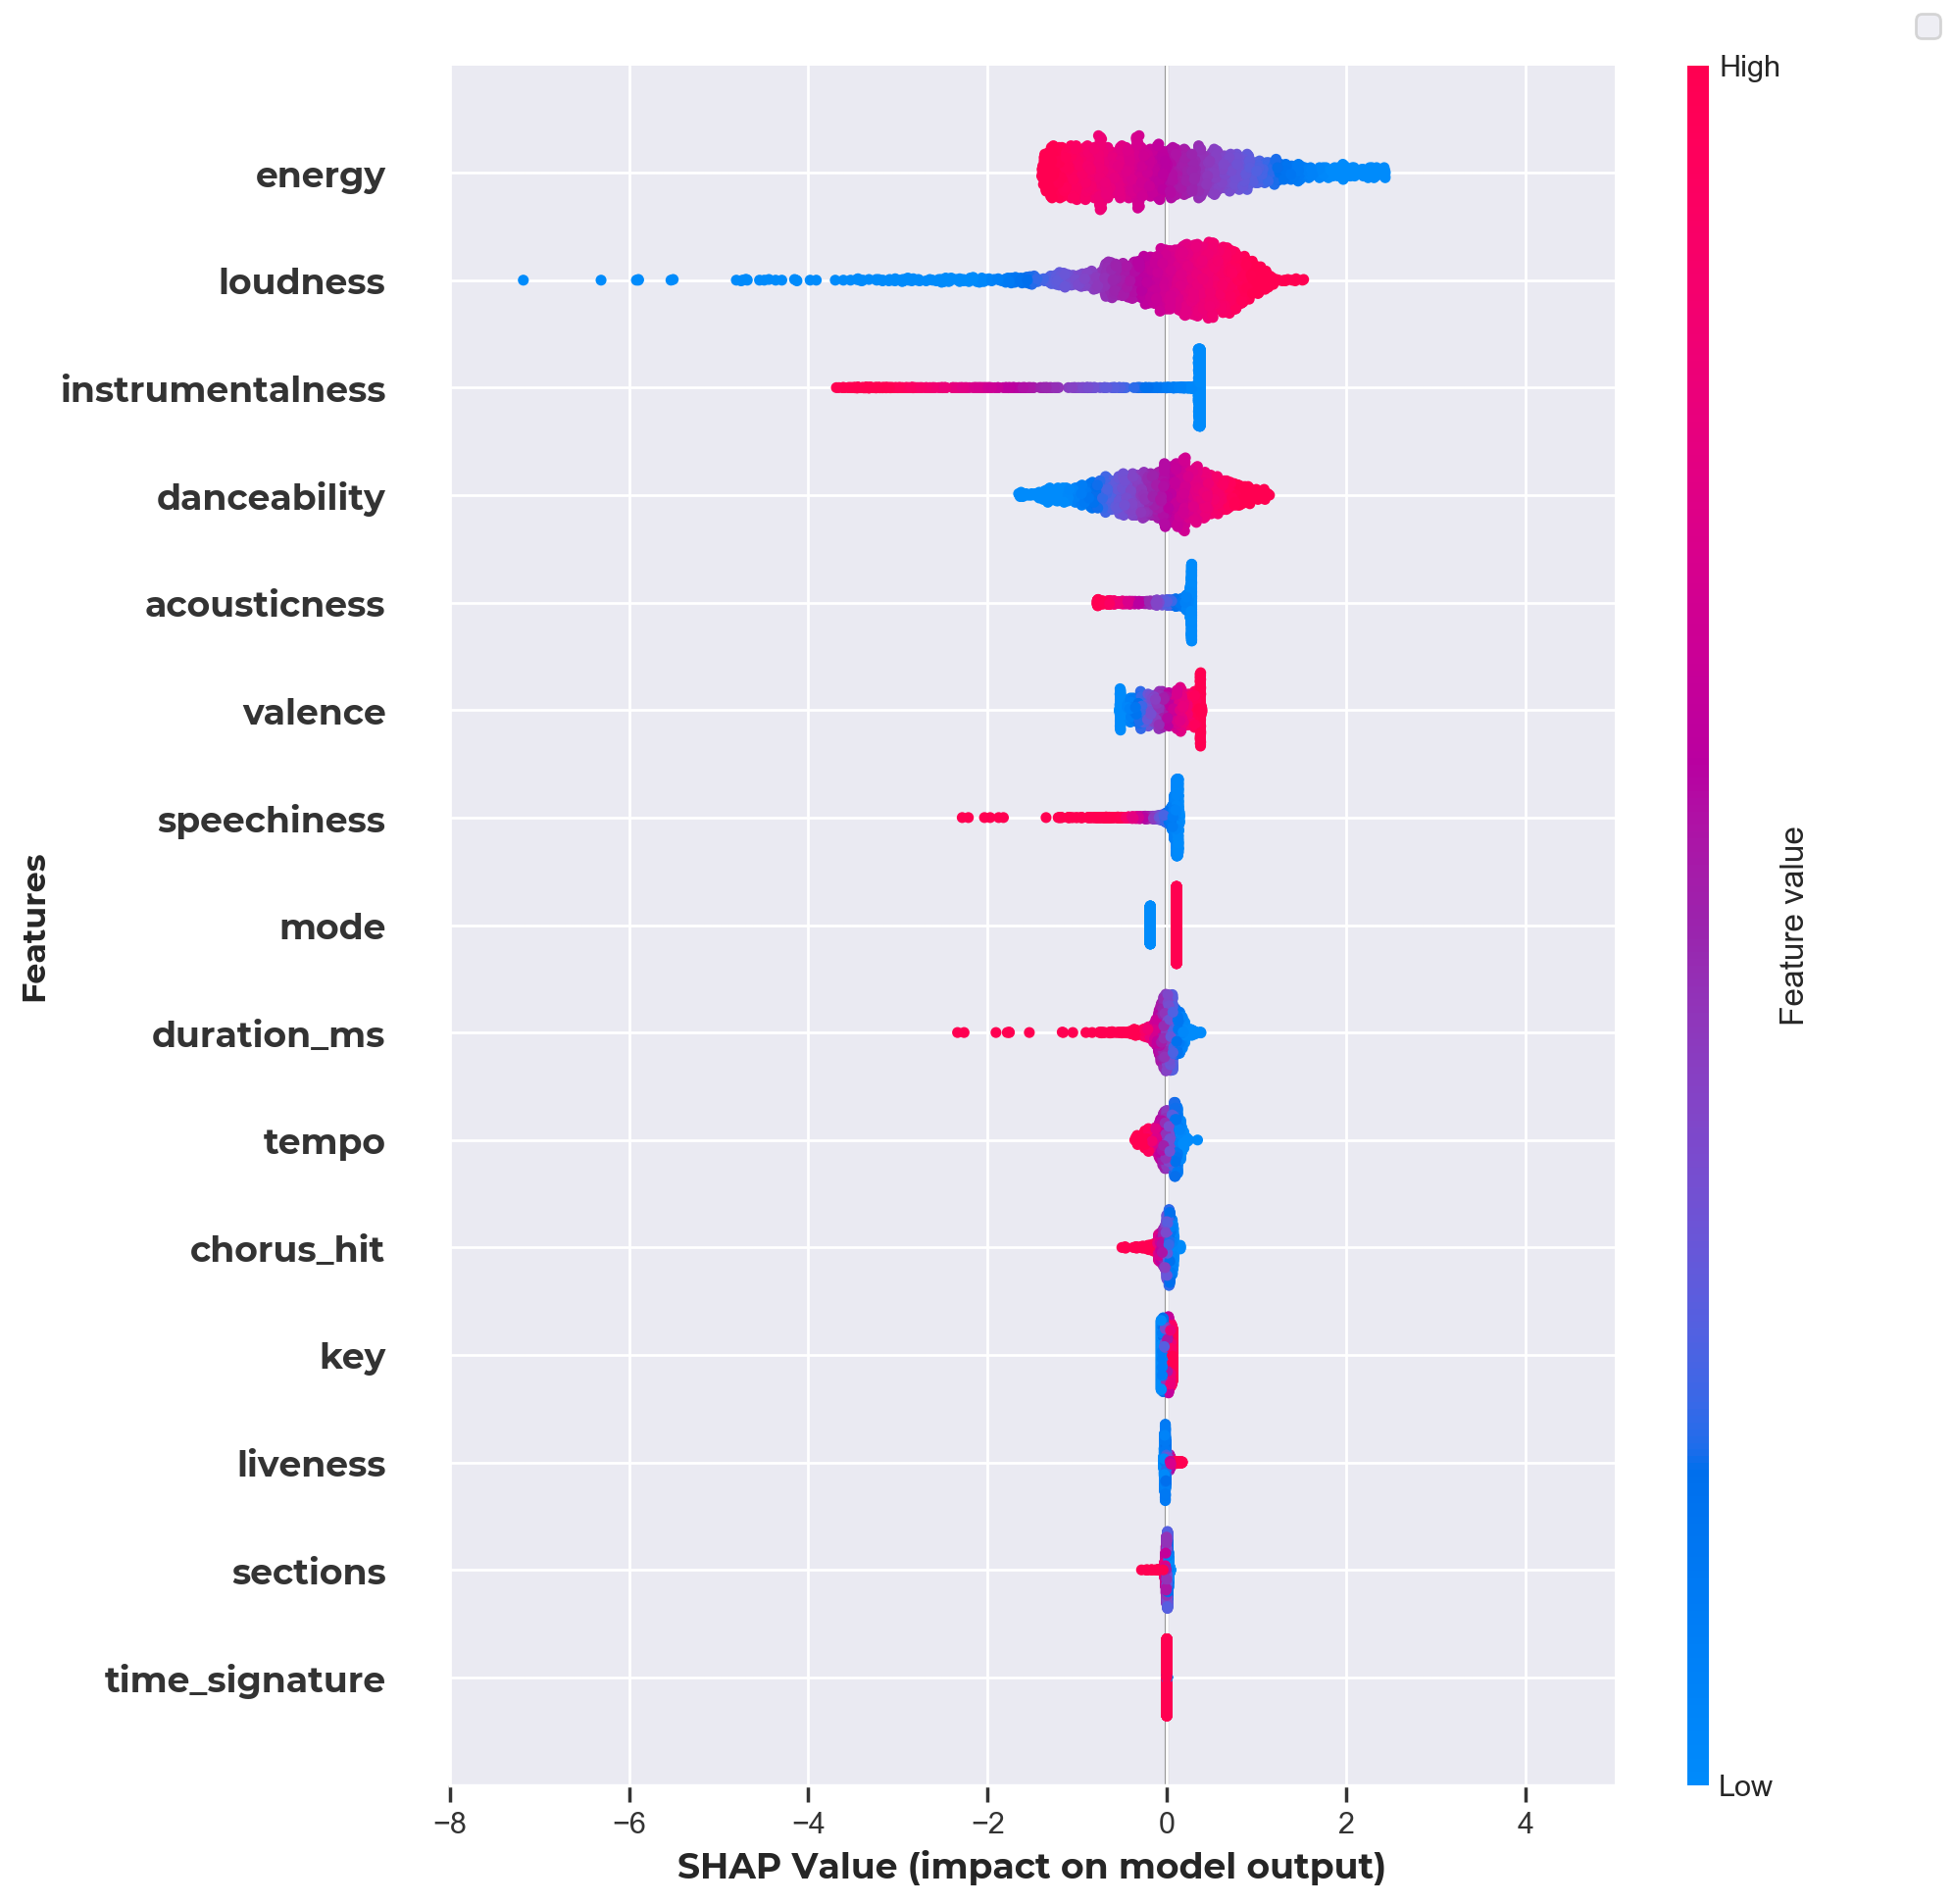 High
energy
loudness
instrumentalness
danceability
acousticness
valence
speechiness
mode
duration_ms
tempo
chorus_hit
key
liveness
sections
time_signature
Features
Feature value
Low
−8 −6 −4 −2 0 2 4
SHAP Value (impact on model output)